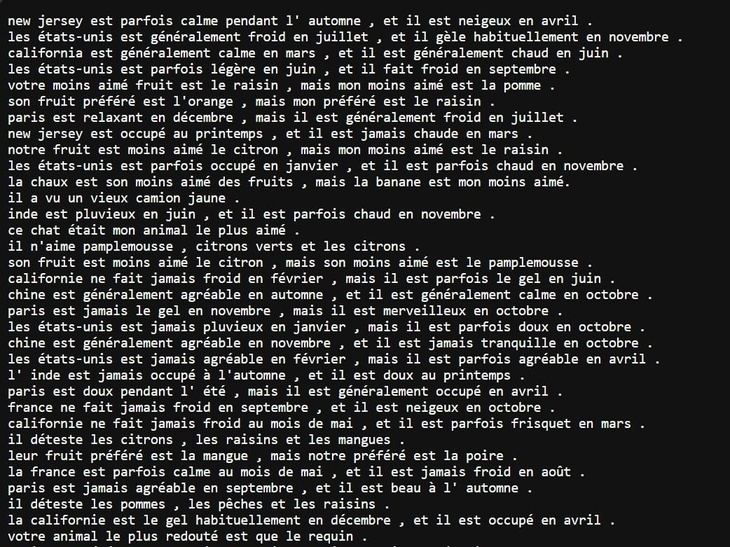 new jersey est parfois calme pendant l' automne , et il est neigeux en avril .
les états-unis est généralement froid en juillet , et il gèle habituellement en novembre .
california est généralement calme en mars , et il est généralement chaud en juin .
les états-unis est parfois légère en juin , et il fait froid en septembre .
votre moins aimé fruit est le raisin , mais mon moins aimé est la pomme .
son fruit préféré est l'orange , mais mon préféré est le raisin .
paris est relaxant en décembre , mais il est généralement froid en juillet .
new jersey est occupé au printemps , et il est jamais chaude en mars .
notre fruit est moins aimé le citron , mais mon moins aimé est le raisin .
les états-unis est parfois occupé en janvier , et il est parfois chaud en novembre .
la chaux est son moins aimé des fruits , mais la banane est mon moins aimé.
il a vu un vieux camion jaune .
inde est pluvieux en juin , et il est parfois chaud en novembre .
ce chat était mon animal le plus aimé .
il n'aime pamplemousse , citrons verts et les citrons .
son fruit est moins aimé le citron , mais son moins aimé est le pamplemousse .
californie ne fait jamais froid en février , mais il est parfois le gel en juin .
chine est généralement agréable en automne , et il est généralement calme en octobre .
paris est jamais le gel en novembre , mais il est merveilleux en octobre .
les états-unis est jamais pluvieux en janvier , mais il est parfois doux en octobre .
chine est généralement agréable en novembre , et il est jamais tranquille en octobre .
les états-unis est jamais agréable en février , mais il est parfois agréable en avril .
l' inde est jamais occupé à l'automne , et il est doux au printemps .
paris est doux pendant l' été , mais il est généralement occupé en avril .
france ne fait jamais froid en septembre , et il est neigeux en octobre .
californie ne fait jamais froid au mois de mai , et il est parfois frisquet en mars .
il déteste les citrons , les raisins et les mangues .
leur fruit préféré est la mangue , mais notre préféré est la poire .
la france est parfois calme au mois de mai , et il est jamais froid en août .
paris est jamais agréable en septembre , et il est beau à l' automne .
il déteste les pommes , les pêches et les raisins .
la californie est le gel habituellement en décembre , et il est occupé en avril .
votre animal le plus redouté est que le requin .